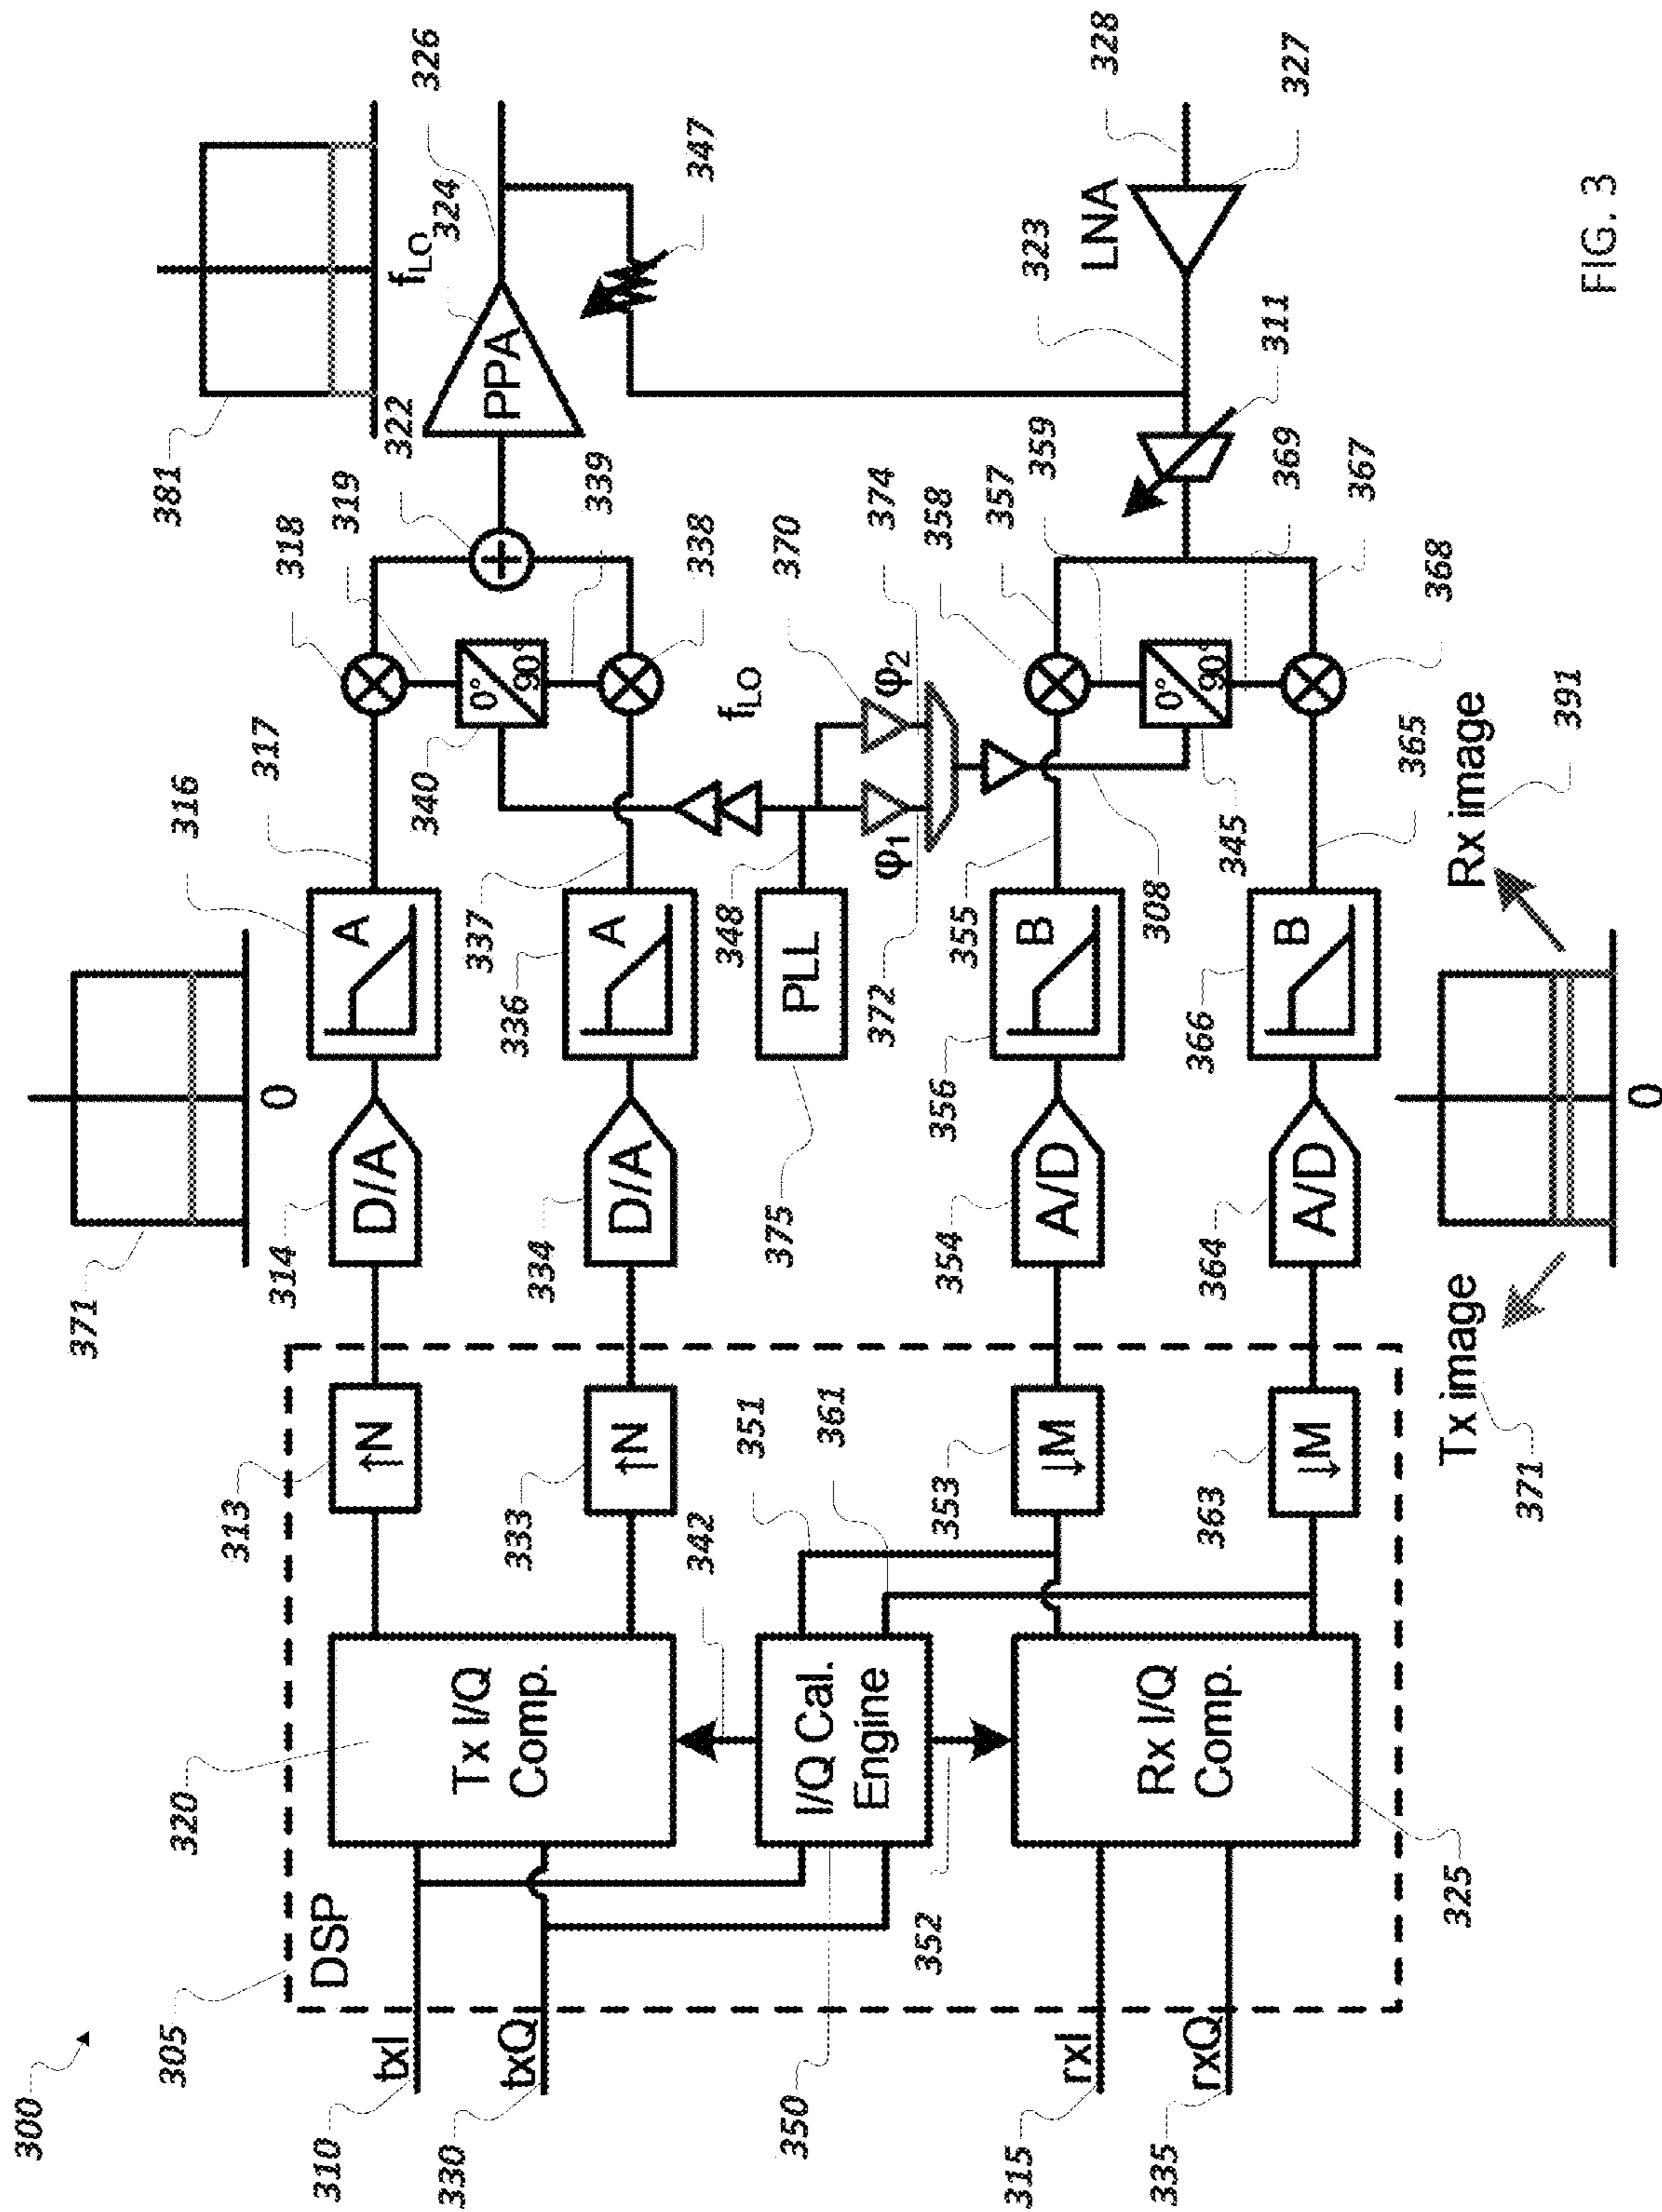 300
305
DSP
310
txI
330
txQ
320
Tx I/Q
Comp.
342
350
I/Q Cal.
Engine
352
351
361
315
rxI
335
rxQ
Rx I/Q
Comp.
325
313
↑N
333
↑N
353
↓M
363
↓M
371
0
314
D/A
334
D/A
354
A/D
364
A/D
375
PLL
348
316
A
317
336
A
337
356
B
355
366
B
365
340
0°
90°
318
319
338
339
322
fLO
φ1
φ2
372
374
370
308
345
0°
90°
358
357
359
368
367
369
311
381
fLO
PPA
324
326
347
323
LNA
327
328
Tx image
371
Rx image
391
0
FIG. 3